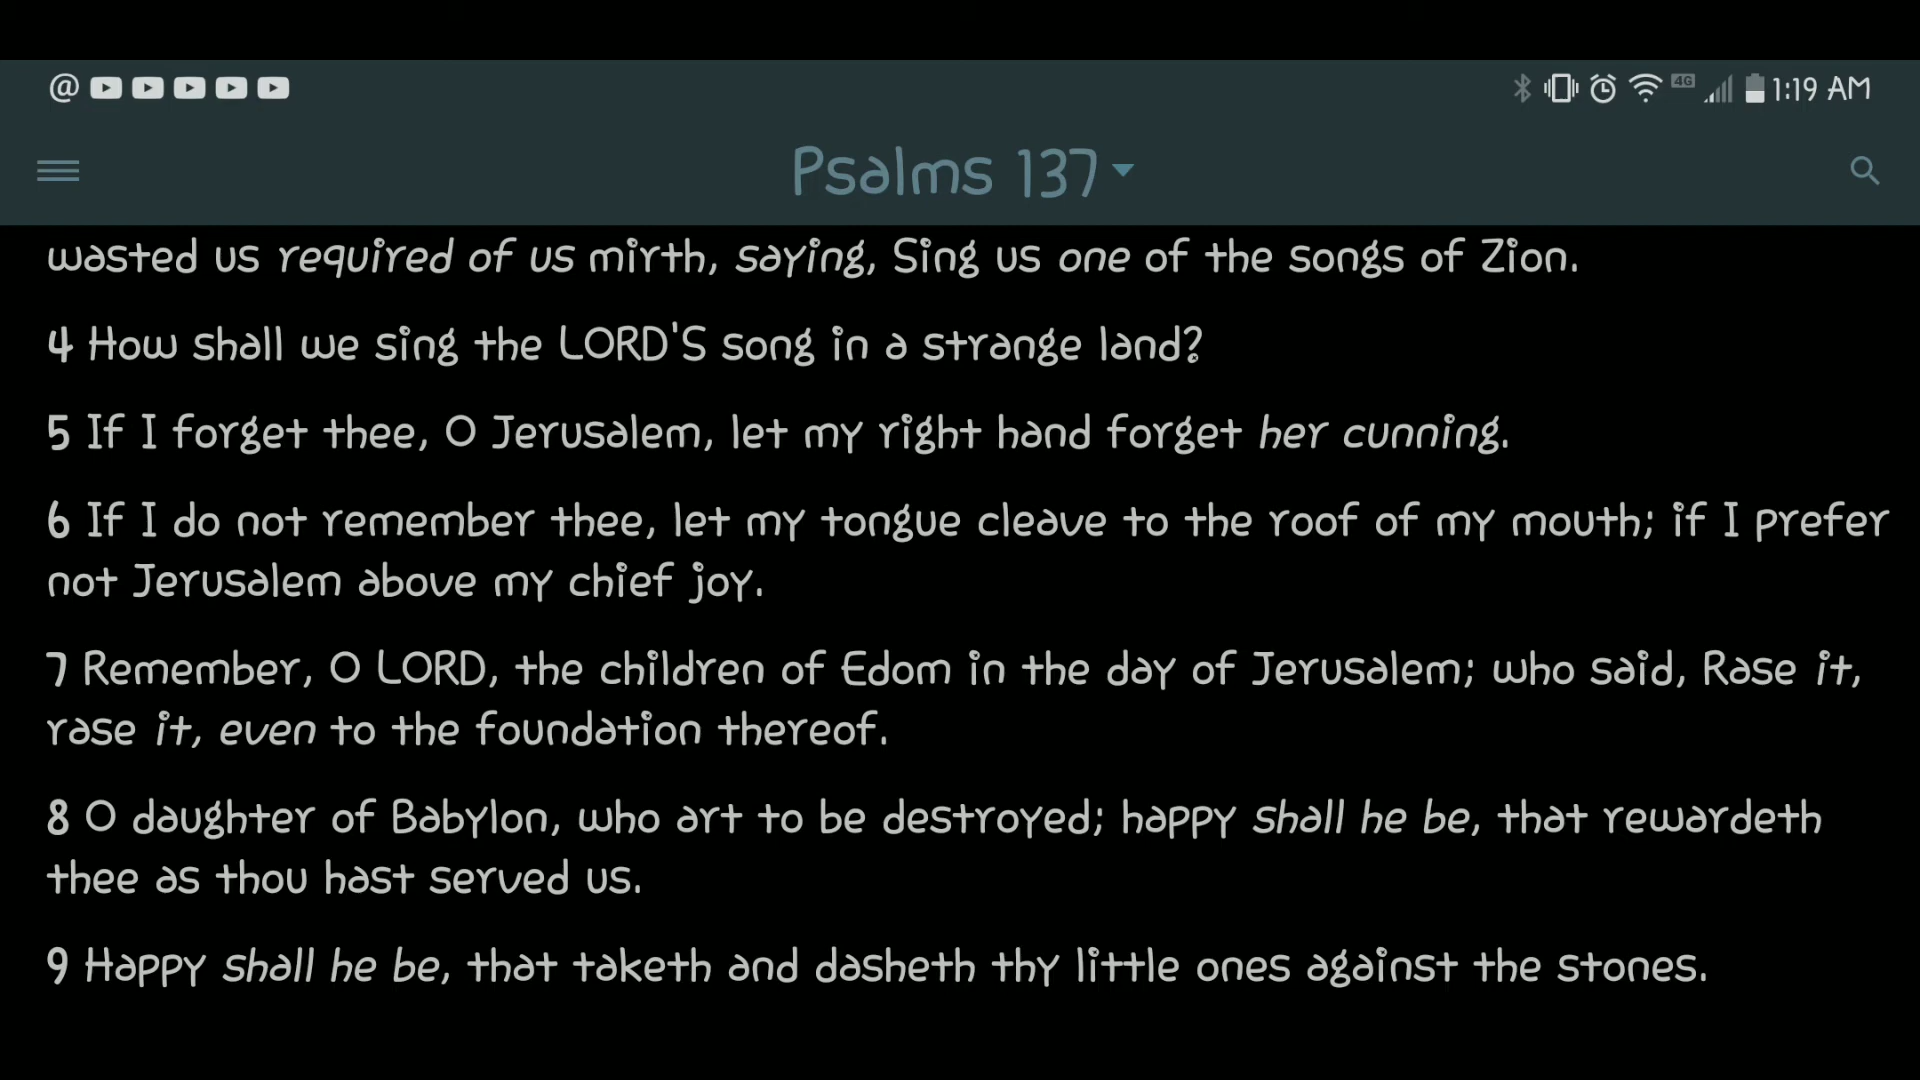 @ 4G 1:19 AM
Psalms 137
wasted us required of us mirth, saying, Sing us one of the songs of Zion.
4 How shall we sing the LORD'S song in a strange land?
5 If I forget thee, O Jerusalem, let my right hand forget her cunning.
6 If I do not remember thee, let my tongue cleave to the roof of my mouth; if I prefer
not Jerusalem above my chief joy.
7 Remember, O LORD, the children of Edom in the day of Jerusalem; who said, Rase it,
rase it, even to the foundation thereof.
8 O daughter of Babylon, who art to be destroyed; happy shall he be, that rewardeth
thee as thou hast served us.
9 Happy shall he be, that taketh and dasheth thy little ones against the stones.